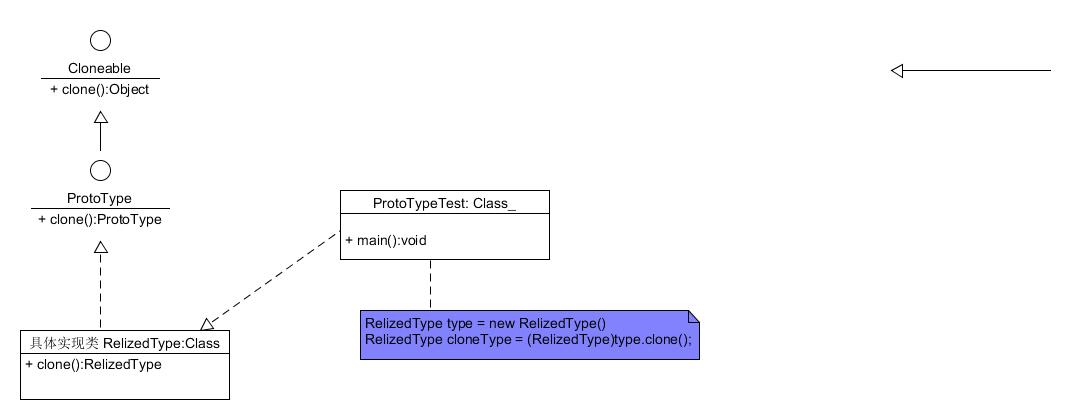 Cloneable
+ clone():Object
ProtoType
+ clone():ProtoType
ProtoTypeTest: Class_
+ main():void
RelizedType type = new RelizedType()
RelizedType cloneType = (RelizedType)type.clone();
具体实现类 RelizedType:Class
+ clone():RelizedType